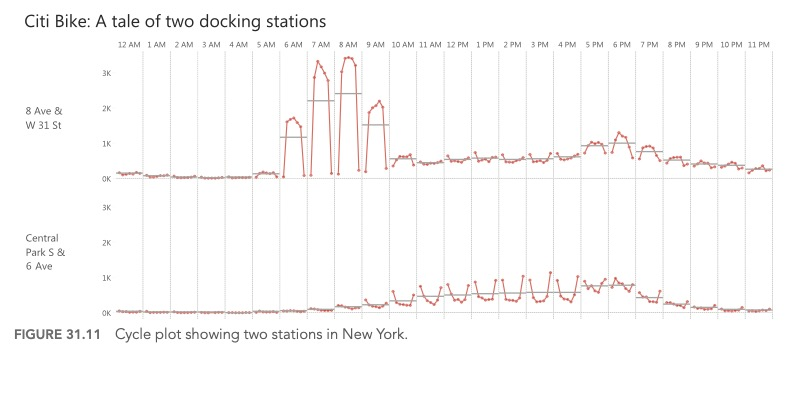 Citi Bike: A tale of two docking stations
12 AM 1 AM 2 AM 3 AM 4 AM 5 AM 6 AM 7 AM 8 AM 9 AM 10 AM 11 AM 12 PM 1 PM 2 PM 3 PM 4 PM 5 PM 6 PM 7 PM 8 PM 9 PM 10 PM 11 PM
3K
2K
8 Ave &
W 31 St
1K
0K
3K
2K
Central
Park S &
6 Ave
1K
0K
FIGURE 31.11 Cycle plot showing two stations in New York.